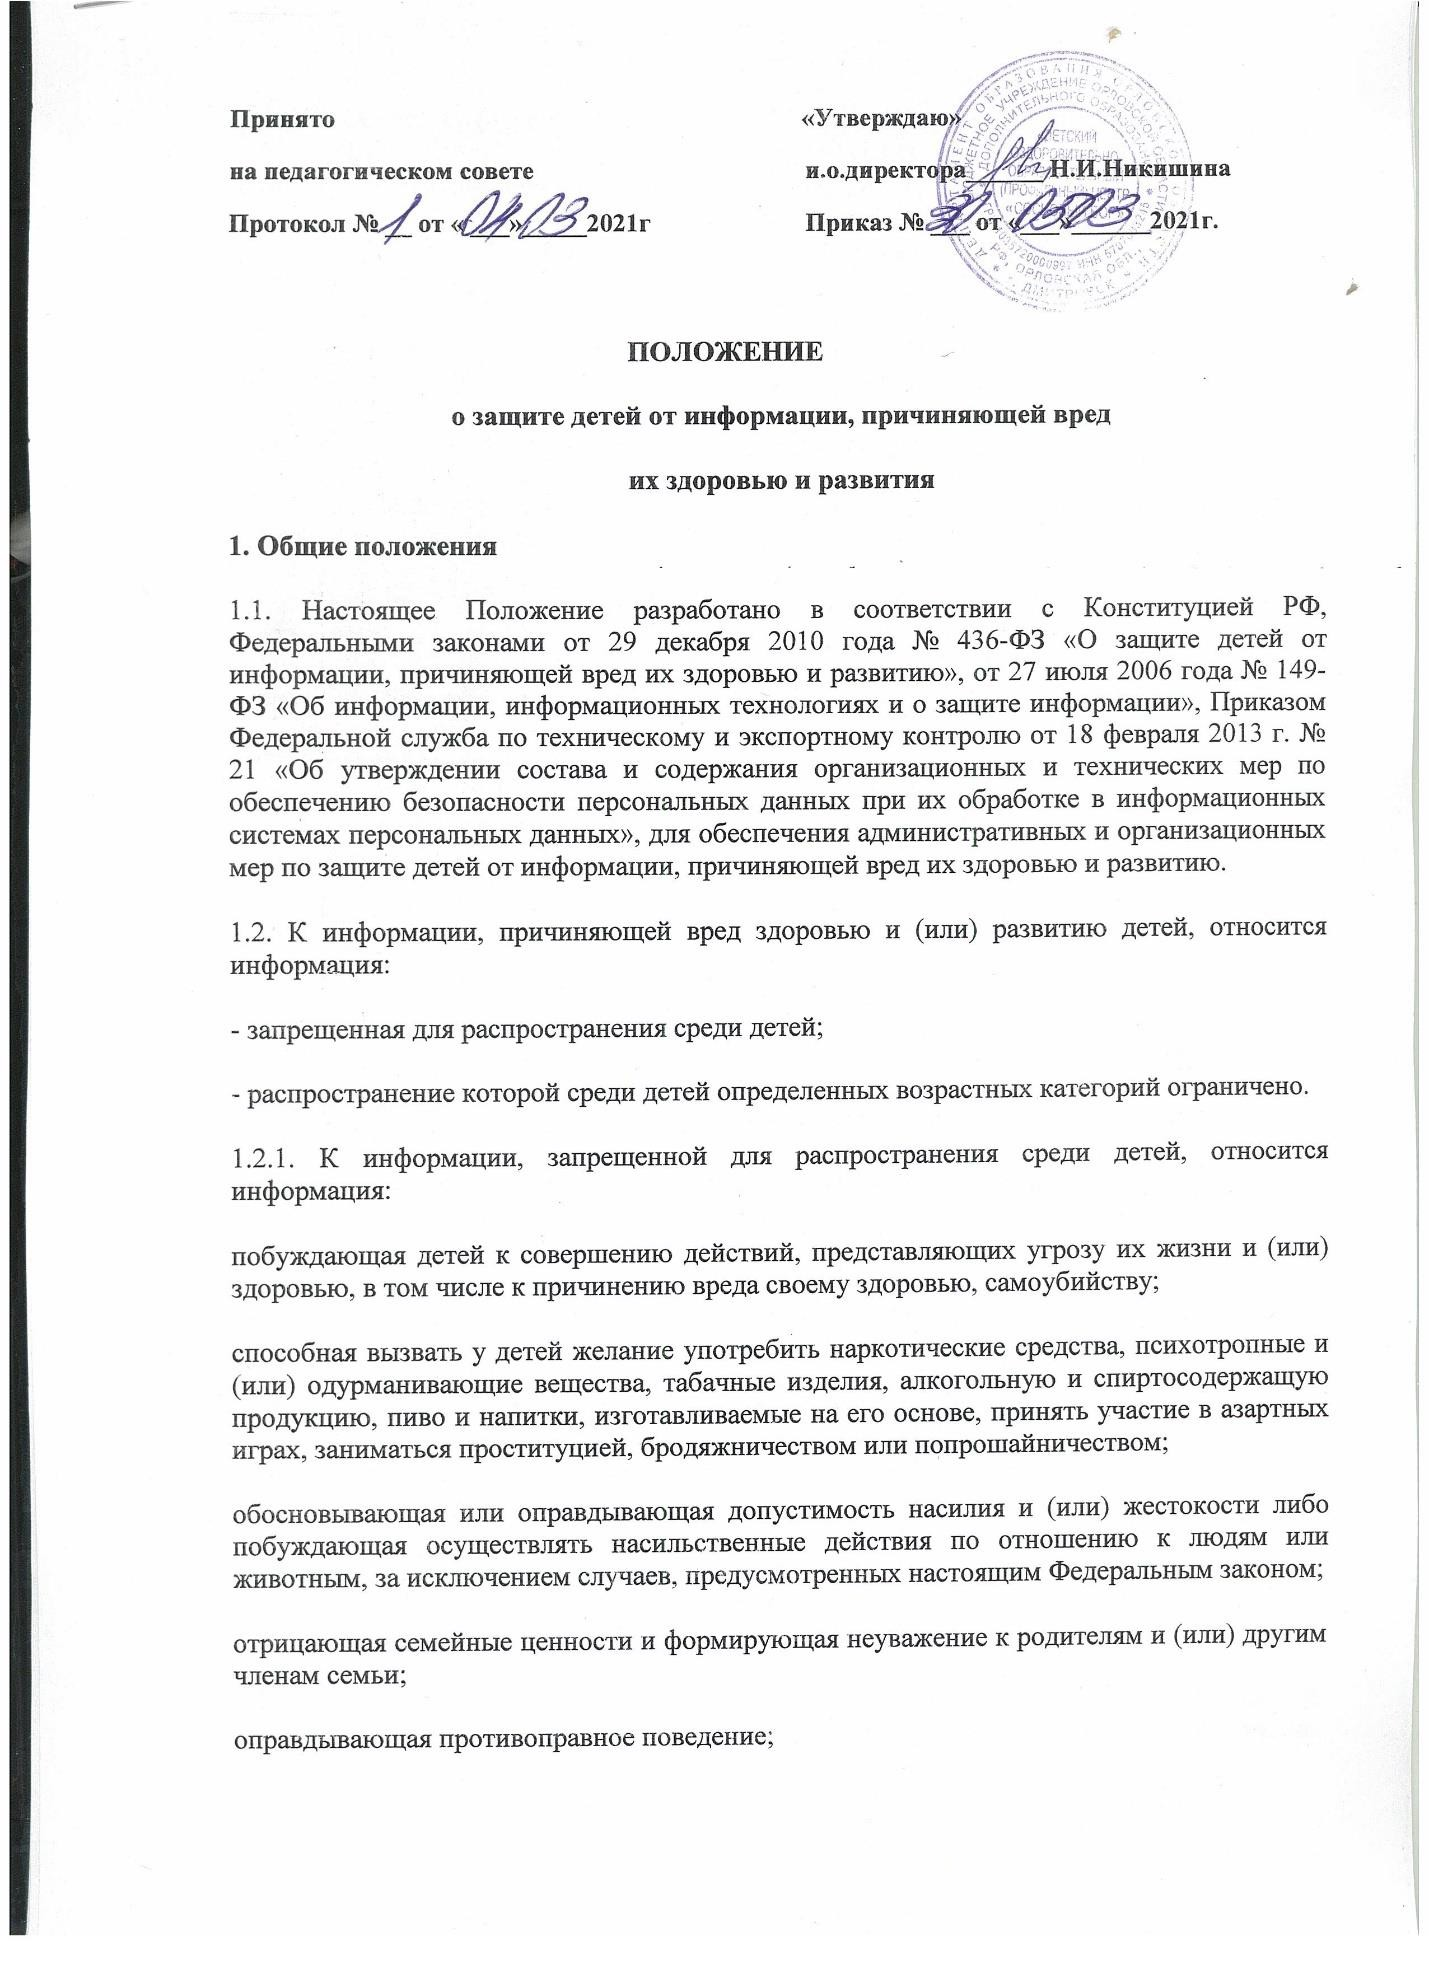 Принято «Утверждаю»
на педагогическом совете и.о.директора______Н.И.Никишина
Протокол № 1 от «04» 03 2021г Приказ № от « » 03 2021г.
ПОЛОЖЕНИЕ
о защите детей от информации, причиняющей вред
их здоровью и развития
1. Общие положения
1.1. Настоящее Положение разработано в соответствии с Конституцией РФ,
Федеральными законами от 29 декабря 2010 года № 436-ФЗ «О защите детей от
информации, причиняющей вред их здоровью и развитию», от 27 июля 2006 года № 149-
ФЗ «Об информации, информационных технологиях и о защите информации», Приказом
Федеральной служба по техническому и экспортному контролю от 18 февраля 2013 г. №
21 «Об утверждении состава и содержания организационных и технических мер по
обеспечению безопасности персональных данных при их обработке в информационных
системах персональных данных», для обеспечения административных и организационных
мер по защите детей от информации, причиняющей вред их здоровью и развитию.
1.2. К информации, причиняющей вред здоровью и (или) развитию детей, относится
информация:
- запрещенная для распространения среди детей;
- распространение которой среди детей определенных возрастных категорий ограничено.
1.2.1. К информации, запрещенной для распространения среди детей, относится
информация:
побуждающая детей к совершению действий, представляющих угрозу их жизни и (или)
здоровью, в том числе к причинению вреда своему здоровью, самоубийству;
способная вызвать у детей желание употребить наркотические средства, психотропные и
(или) одурманивающие вещества, табачные изделия, алкогольную и спиртосодержащую
продукцию, пиво и напитки, изготавливаемые на его основе, принять участие в азартных
играх, заниматься проституцией, бродяжничеством или попрошайничеством;
обосновывающая или оправдывающая допустимость насилия и (или) жестокости либо
побуждающая осуществлять насильственные действия по отношению к людям или
животным, за исключением случаев, предусмотренных настоящим Федеральным законом;
отрицающая семейные ценности и формирующая неуважение к родителям и (или) другим
членам семьи;
оправдывающая противоправное поведение;